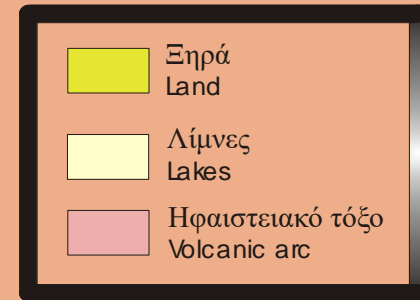 Ξηρά
Land
Λίμνες
Lakes
Ηφαιστειακό τόξο
Volcanic arc